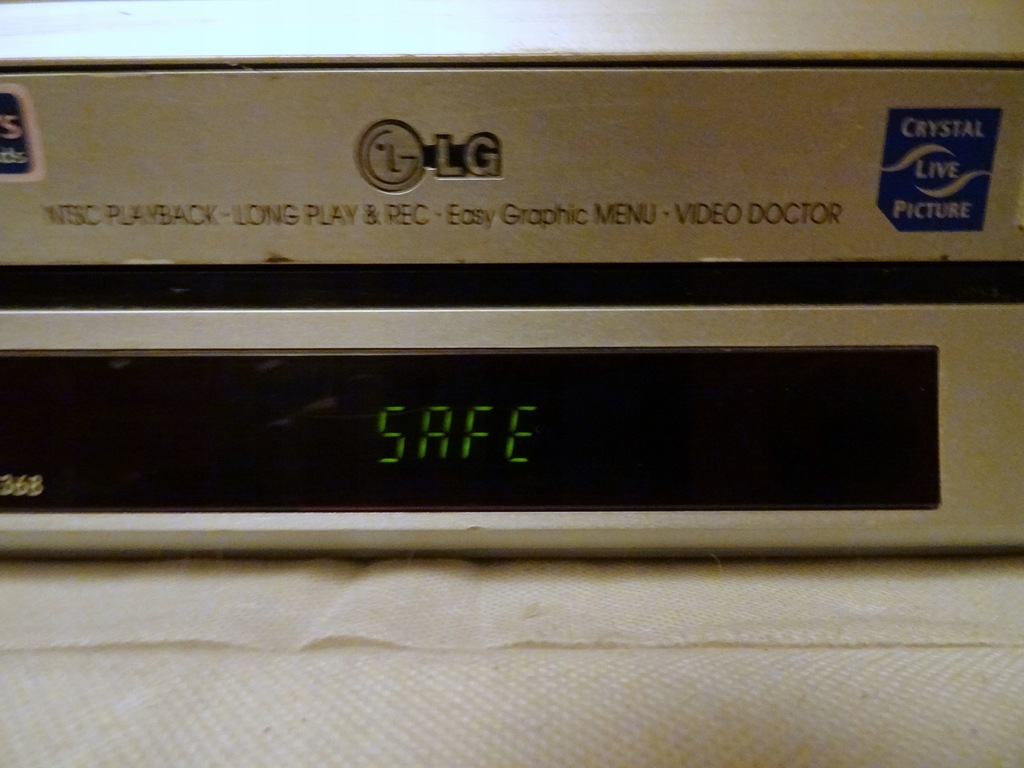 LG
NTSC PLAYBACK · LONG PLAY & REC · Easy Graphic MENU · VIDEO DOCTOR
CRYSTAL
LIVE
PICTURE
SAFE
368